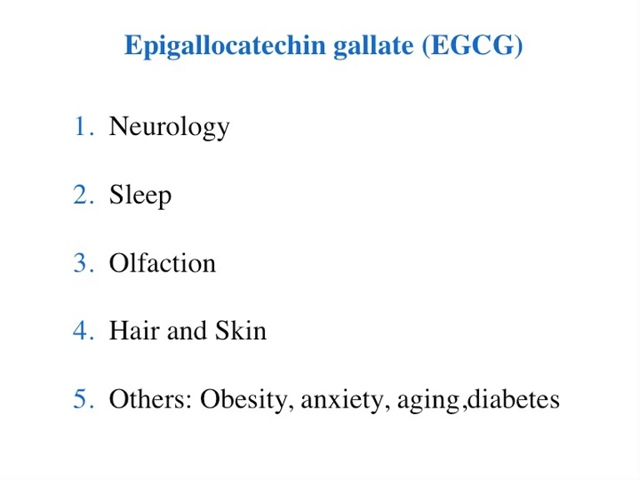 Epigallocatechin gallate (EGCG)
1. Neurology
2. Sleep
3. Olfaction
4. Hair and Skin
5. Others: Obesity, anxiety, aging,diabetes